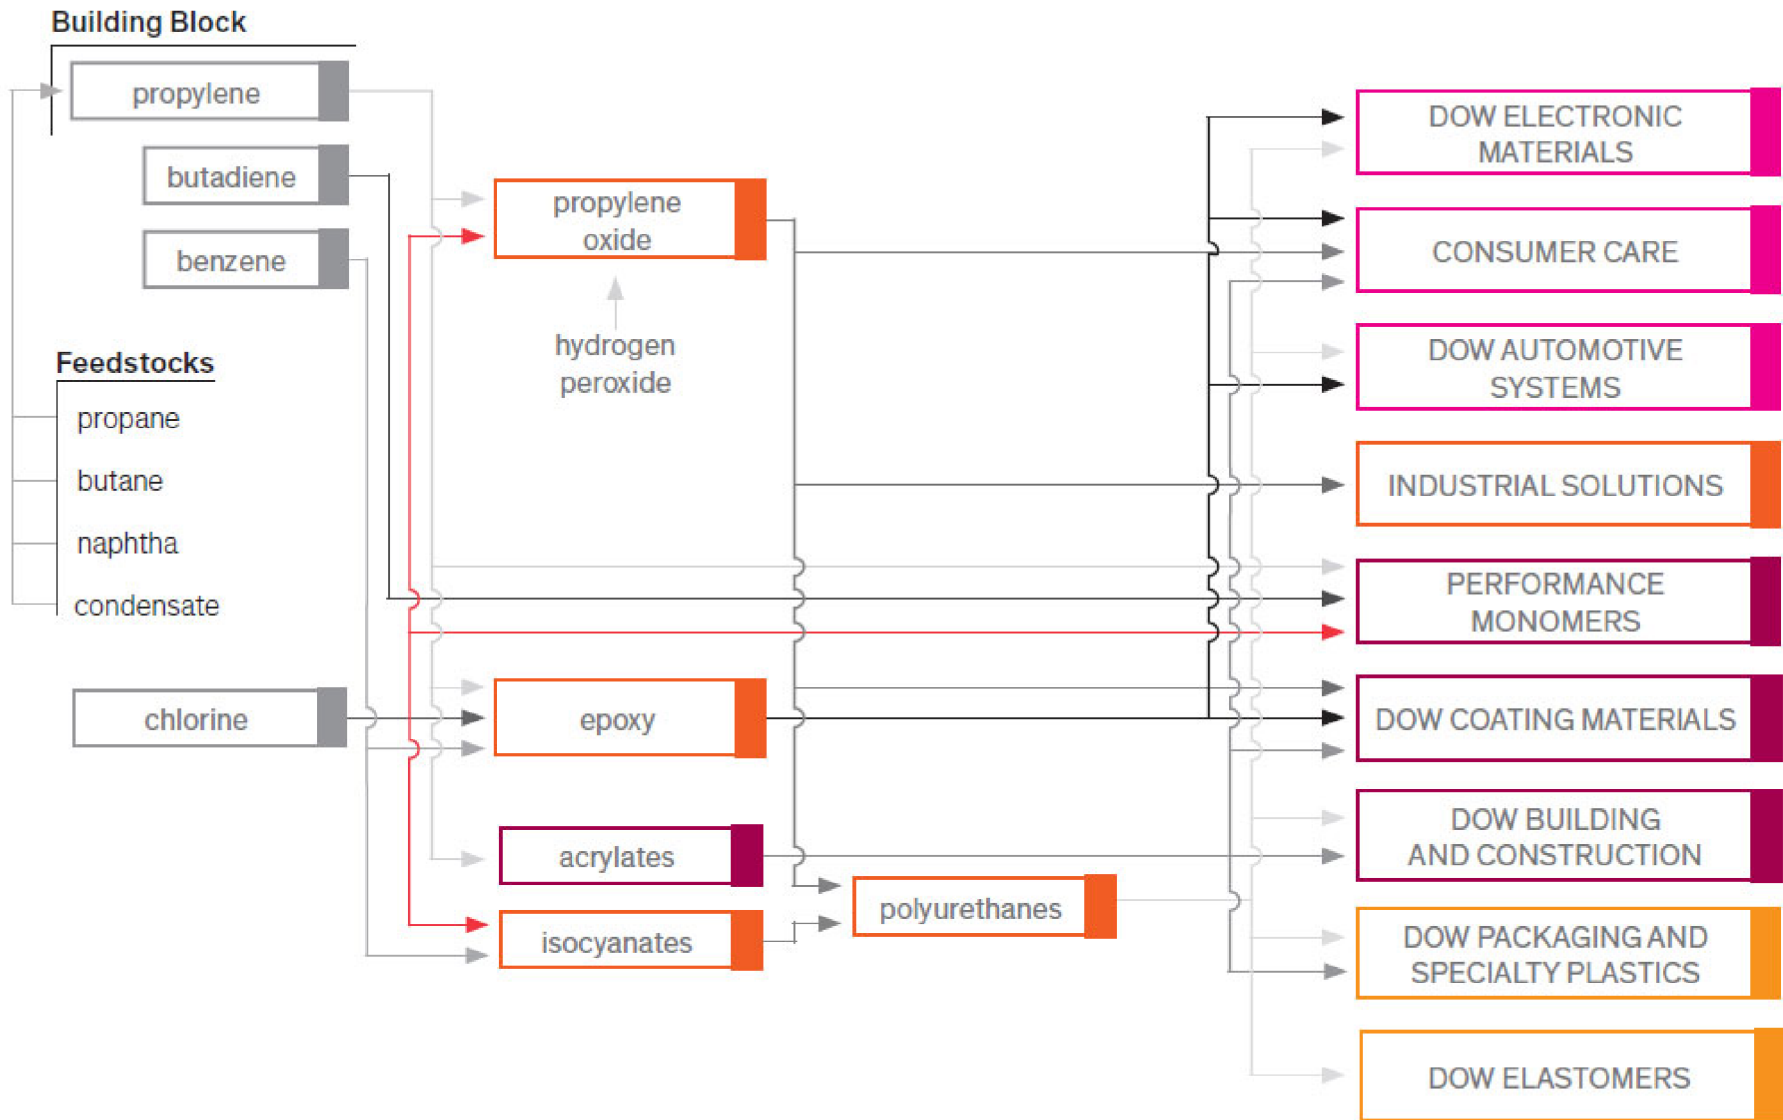 Building Block
propylene
butadiene
benzene
Feedstocks
propane
butane
naphtha
condensate
chlorine
propylene
oxide
hydrogen
peroxide
epoxy
acrylates
isocyanates
polyurethanes
DOW ELECTRONIC
MATERIALS
CONSUMER CARE
DOW AUTOMOTIVE
SYSTEMS
INDUSTRIAL SOLUTIONS
PERFORMANCE
MONOMERS
DOW COATING MATERIALS
DOW BUILDING
AND CONSTRUCTION
DOW PACKAGING AND
SPECIALTY PLASTICS
DOW ELASTOMERS